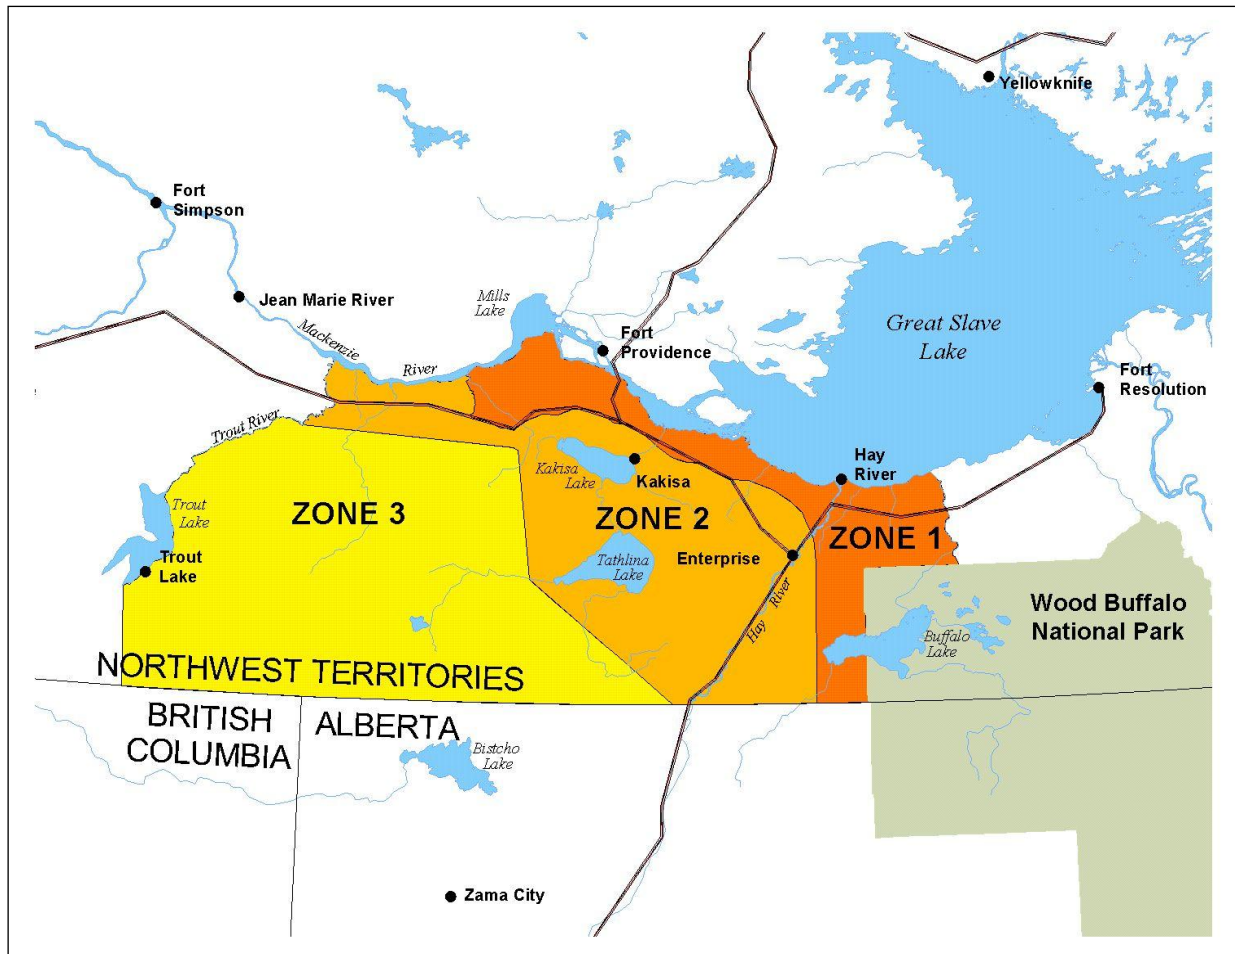 Yellowknife
Fort
Simpson
Jean Marie River
Mills
Lake
Mackenzie
River
Fort
Providence
Great Slave
Lake
Fort
Resolution
Trout River
Kakisa
Lake
Kakisa
Hay
River
Trout
Lake
ZONE 3
ZONE 2
ZONE 1
Trout
Lake
Tathlina
Lake
Enterprise
Hay River
Wood Buffalo
National Park
Buffalo
Lake
NORTHWEST TERRITORIES
BRITISH
COLUMBIA
ALBERTA
Bistcho
Lake
Zama City